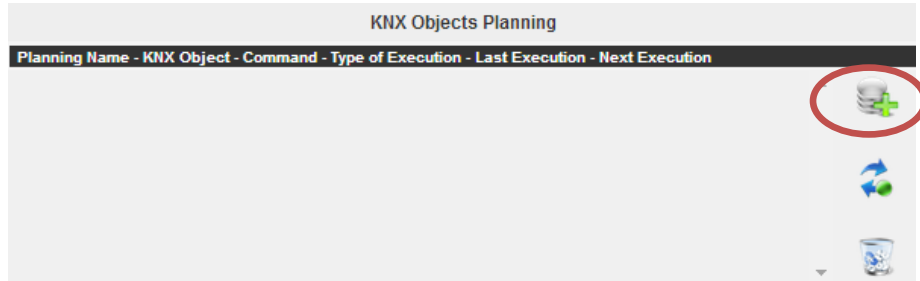 KNX Objects Planning
Planning Name - KNX Object - Command - Type of Execution - Last Execution - Next Execution